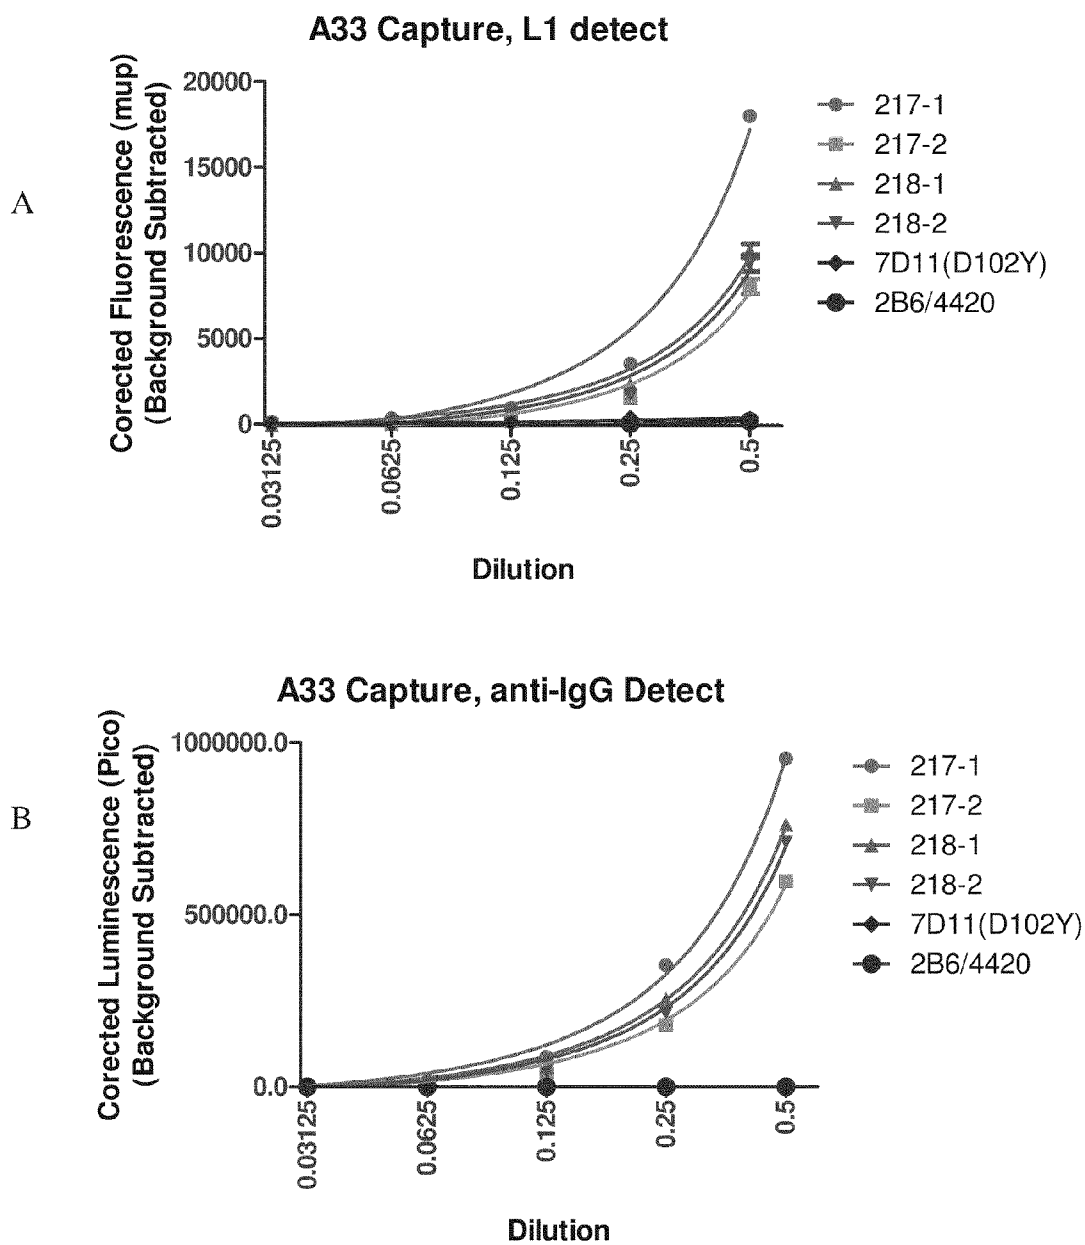 A33 Capture, L1 detect
A
Corected Fluorescence (mup)
(Background Subtracted)
20000
15000
10000
5000
0
0.03125
0.0625
0.125
0.25
0.5
Dilution
217-1
217-2
218-1
218-2
7D11(D102Y)
2B6/4420
A33 Capture, anti-IgG Detect
B
Corected Luminescence (Pico)
(Background Subtracted)
1000000.0
500000.0
0.0
0.03125
0.0625
0.125
0.25
0.5
Dilution
217-1
217-2
218-1
218-2
7D11(D102Y)
2B6/4420